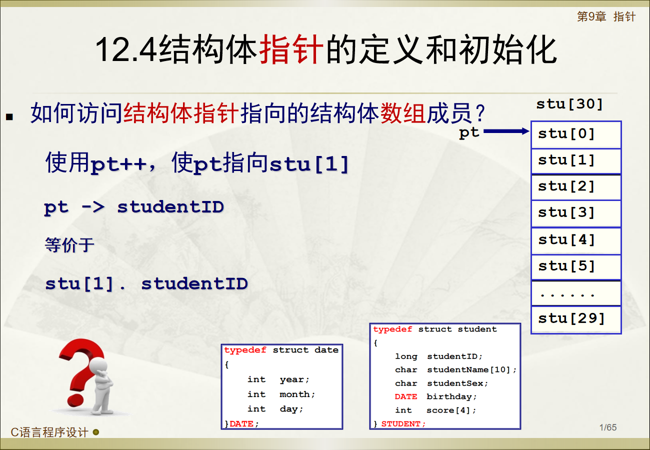 第9章 指针
12.4结构体指针的定义和初始化
如何访问结构体指针指向的结构体数组成员？
使用pt++，使pt指向stu[1]
pt -> studentID
等价于
stu[1]. studentID
stu[30]
pt
stu[0]
stu[1]
stu[2]
stu[3]
stu[4]
stu[5]
......
stu[29]
typedef struct date
{
int year;
int month;
int day;
}DATE;
typedef struct student
{
long studentID;
char studentName[10];
char studentSex;
DATE birthday;
int score[4];
} STUDENT;
C语言程序设计
1/65